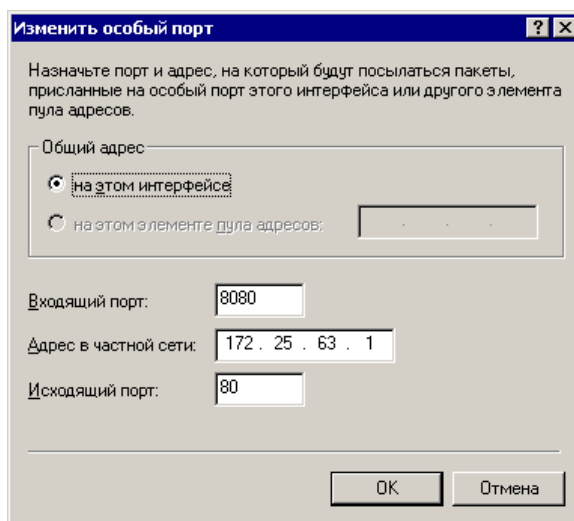 Изменить особый порт
Назначьте порт и адрес, на который будут посылаться пакеты,
присланные на особый порт этого интерфейса или другого элемента
пула адресов.
Общий адрес
на этом интерфейсе
на этом элементе пула адресов:
Входящий порт: 8080
Адрес в частной сети: 172 . 25 . 63 . 1
Исходящий порт: 80
OK Отмена